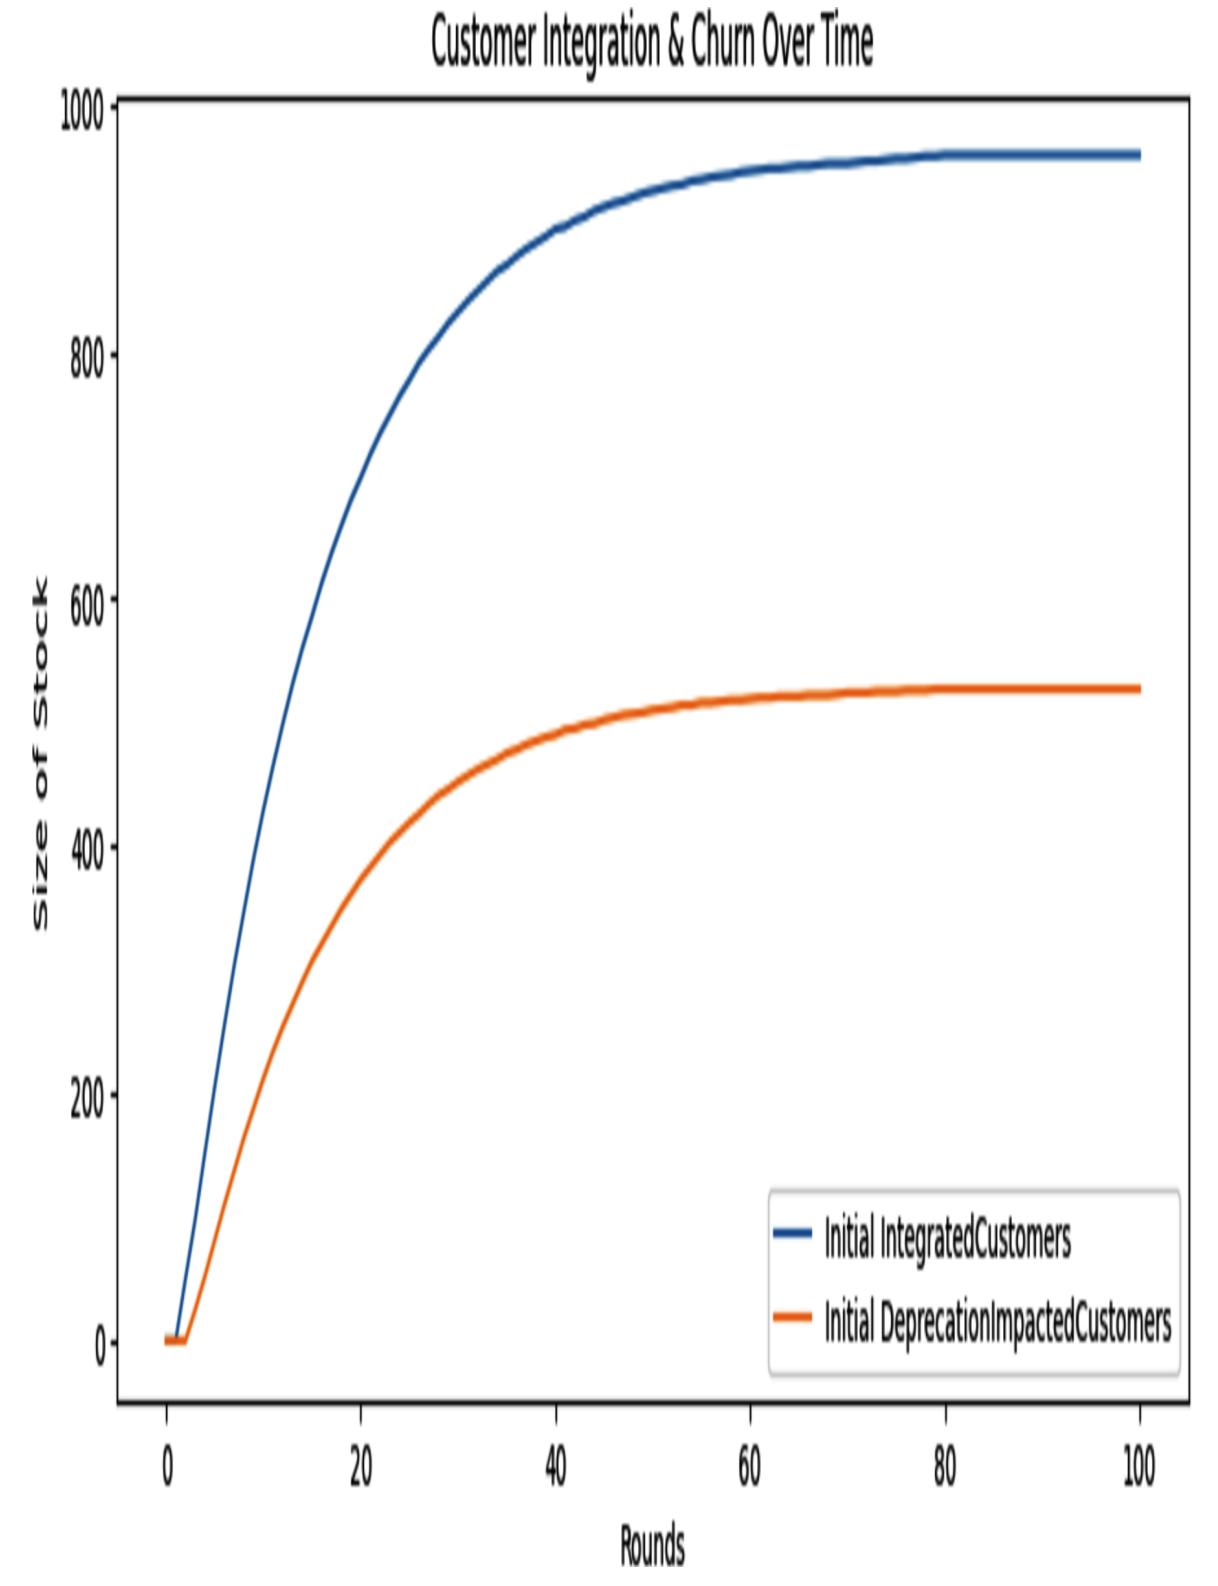 Customer Integration & Churn Over Time
1000
800
600
400
200
0
Size of Stock
0 20 40 60 80 100
Rounds
Initial IntegratedCustomers
Initial DeprecationImpactedCustomers